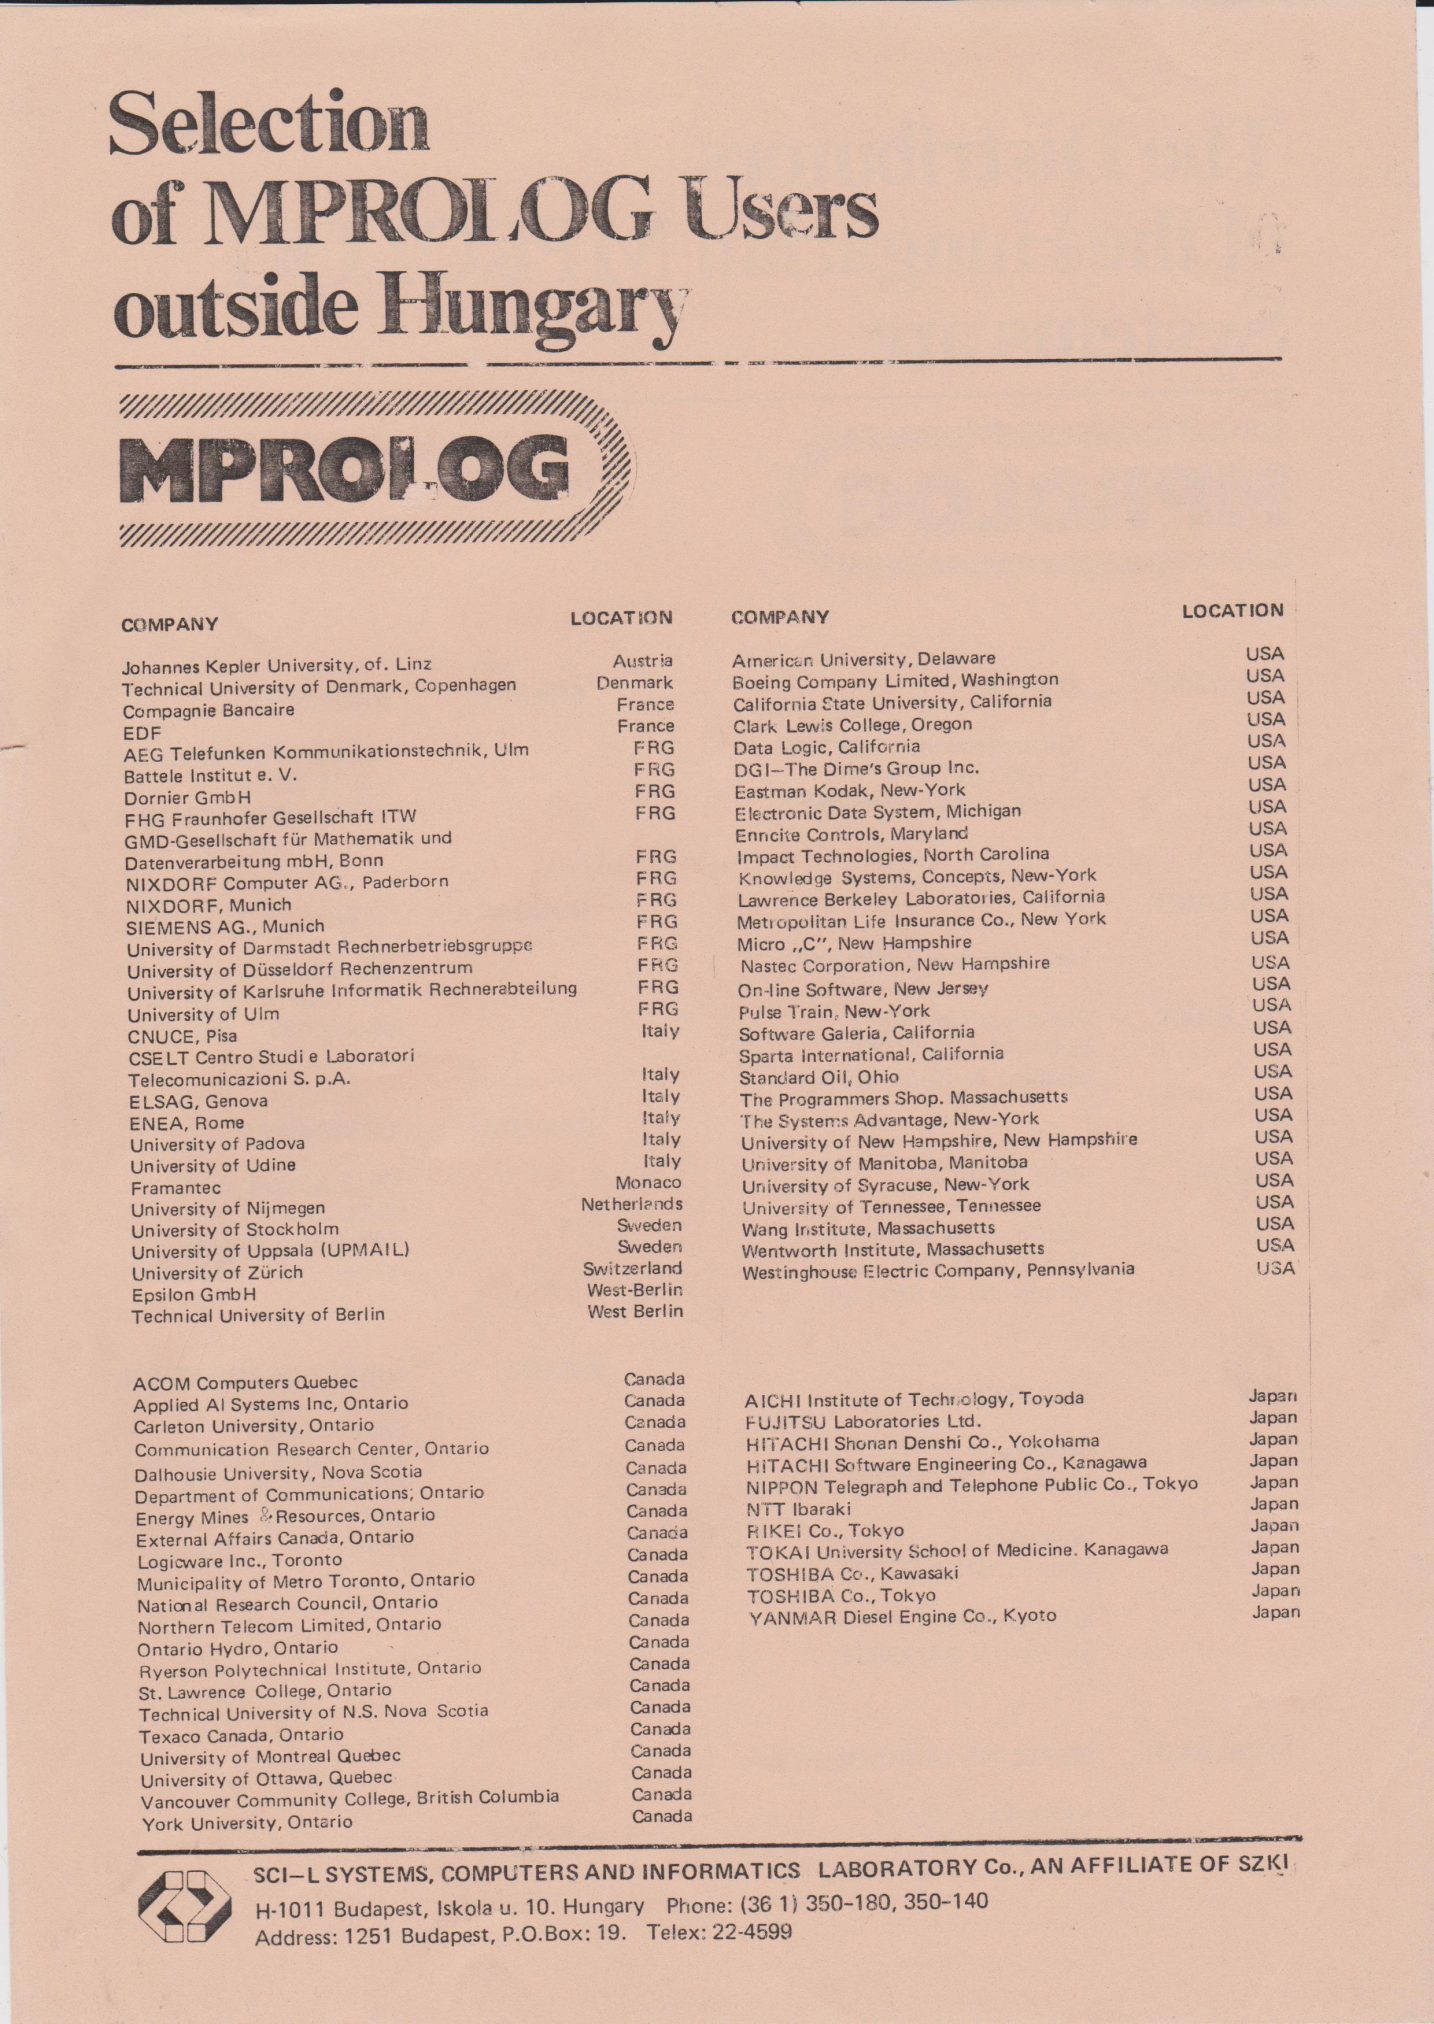 Selection
of MPROLOG Users
outside Hungary
MPROLOG
COMPANY LOCATION
Johannes Kepler University, of. Linz Austria
Technical University of Denmark, Copenhagen Denmark
Compagnie Bancaire France
EDF France
AEG Telefunken Kommunikationstechnik, Ulm FRG
Battele Institut e. V. FRG
Dornier GmbH FRG
FHG Fraunhofer Gesellschaft ITW FRG
GMD-Gesellschaft für Mathematik und
Datenverarbeitung mbH, Bonn FRG
NIXDORF Computer AG., Paderborn FRG
NIXDORF, Munich FRG
SIEMENS AG., Munich FRG
University of Darmstadt Rechnerbetriebsgruppe FRG
University of Düsseldorf Rechenzentrum FRG
University of Karlsruhe Informatik Rechnerabteilung FRG
University of Ulm FRG
CNUCE, Pisa Italy
CSELT Centro Studi e Laboratori
Telecomunicazioni S. p.A. Italy
ELSAG, Genova Italy
ENEA, Rome Italy
University of Padova Italy
University of Udine Italy
Framantec Monaco
University of Nijmegen Netherlands
University of Stockholm Sweden
University of Uppsala (UPMAIL) Sweden
University of Zürich Switzerland
Epsilon GmbH West-Berlin
Technical University of Berlin West Berlin
COMPANY LOCATION
American University, Delaware USA
Boeing Company Limited, Washington USA
California State University, California USA
Clark Lewis College, Oregon USA
Data Logic, California USA
DGI—The Dime's Group Inc. USA
Eastman Kodak, New-York USA
Electronic Data System, Michigan USA
Enncite Controls, Maryland USA
Impact Technologies, North Carolina USA
Knowledge Systems, Concepts, New-York USA
Lawrence Berkeley Laboratories, California USA
Metropolitan Life Insurance Co., New York USA
Micro ,,C”, New Hampshire USA
Nastec Corporation, New Hampshire USA
On-line Software, New Jersey USA
Pulse Train, New-York USA
Software Galeria, California USA
Sparta International, California USA
Standard Oil, Ohio USA
The Programmers Shop. Massachusetts USA
The Systems Advantage, New-York USA
University of New Hampshire, New Hampshire USA
University of Manitoba, Manitoba USA
University of Syracuse, New-York USA
University of Tennessee, Tennessee USA
Wang Institute, Massachusetts USA
Wentworth Institute, Massachusetts USA
Westinghouse Electric Company, Pennsylvania USA
ACOM Computers Quebec Canada
Applied AI Systems Inc, Ontario Canada
Carleton University, Ontario Canada
Communication Research Center, Ontario Canada
Dalhousie University, Nova Scotia Canada
Department of Communications, Ontario Canada
Energy Mines & Resources, Ontario Canada
External Affairs Canada, Ontario Canada
Logicware Inc., Toronto Canada
Municipality of Metro Toronto, Ontario Canada
National Research Council, Ontario Canada
Northern Telecom Limited, Ontario Canada
Ontario Hydro, Ontario Canada
Ryerson Polytechnical Institute, Ontario Canada
St. Lawrence College, Ontario Canada
Technical University of N.S. Nova Scotia Canada
Texaco Canada, Ontario Canada
University of Montreal Quebec Canada
University of Ottawa, Quebec Canada
Vancouver Community College, British Columbia Canada
York University, Ontario Canada
AICHI Institute of Technology, Toyoda Japan
FUJITSU Laboratories Ltd. Japan
HITACHI Shonan Denshi Co., Yokohama Japan
HITACHI Software Engineering Co., Kanagawa Japan
NIPPON Telegraph and Telephone Public Co., Tokyo Japan
NTT Ibaraki Japan
RIKEI Co., Tokyo Japan
TOKAI University School of Medicine. Kanagawa Japan
TOSHIBA Co., Kawasaki Japan
TOSHIBA Co., Tokyo Japan
YANMAR Diesel Engine Co., Kyoto Japan
SCI—L SYSTEMS, COMPUTERS AND INFORMATICS LABORATORY Co., AN AFFILIATE OF SZKI
H-1011 Budapest, Iskola u. 10. Hungary Phone: (36 1) 350-180, 350-140
Address: 1251 Budapest, P.O.Box: 19. Telex: 22-4599